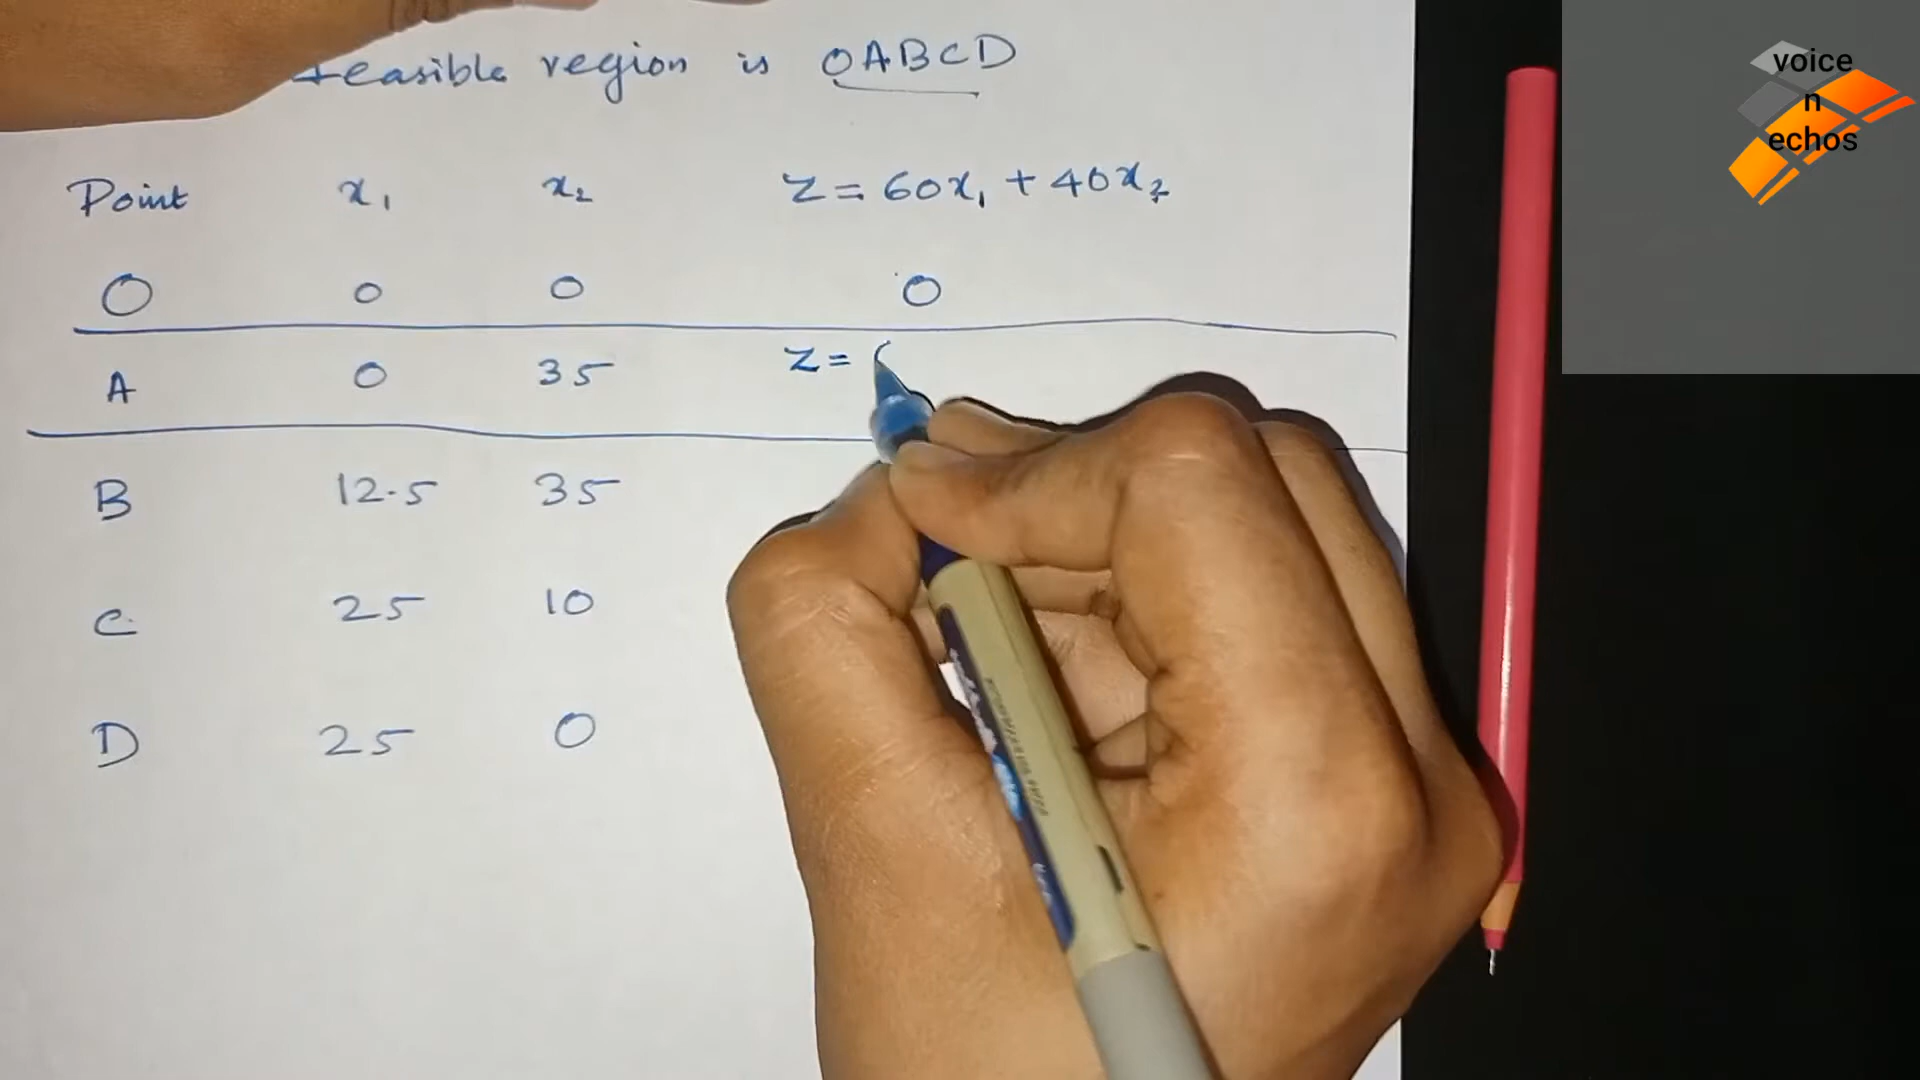 feasible region is OABCD
Point x₁ x₂ Z = 60x₁ + 40x₂
O 0 0 0
A 0 35 Z =
B 12.5 35
C 25 10
D 25 0
voice
n
echos